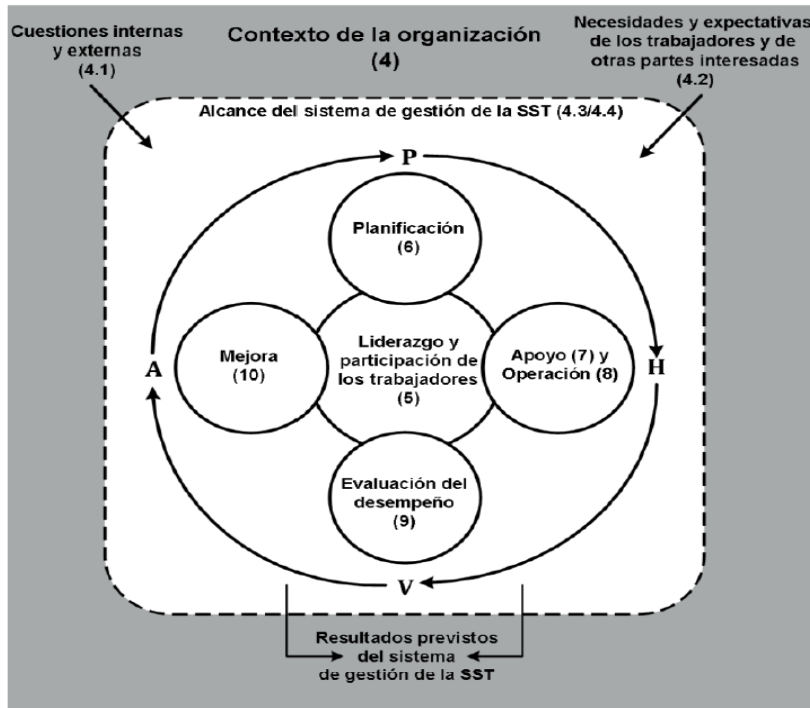 Cuestiones internas
y externas
(4.1)
Contexto de la organización
(4)
Necesidades y expectativas
de los trabajadores y de
otras partes interesadas
(4.2)
Alcance del sistema de gestión de la SST (4.3/4.4)
P
Planificación
(6)
A
Mejora
(10)
Liderazgo y
participación de
los trabajadores
(5)
Apoyo (7) y
Operación (8)
H
Evaluación del
desempeño
(9)
V
Resultados previstos
del sistema
de gestión de la SST